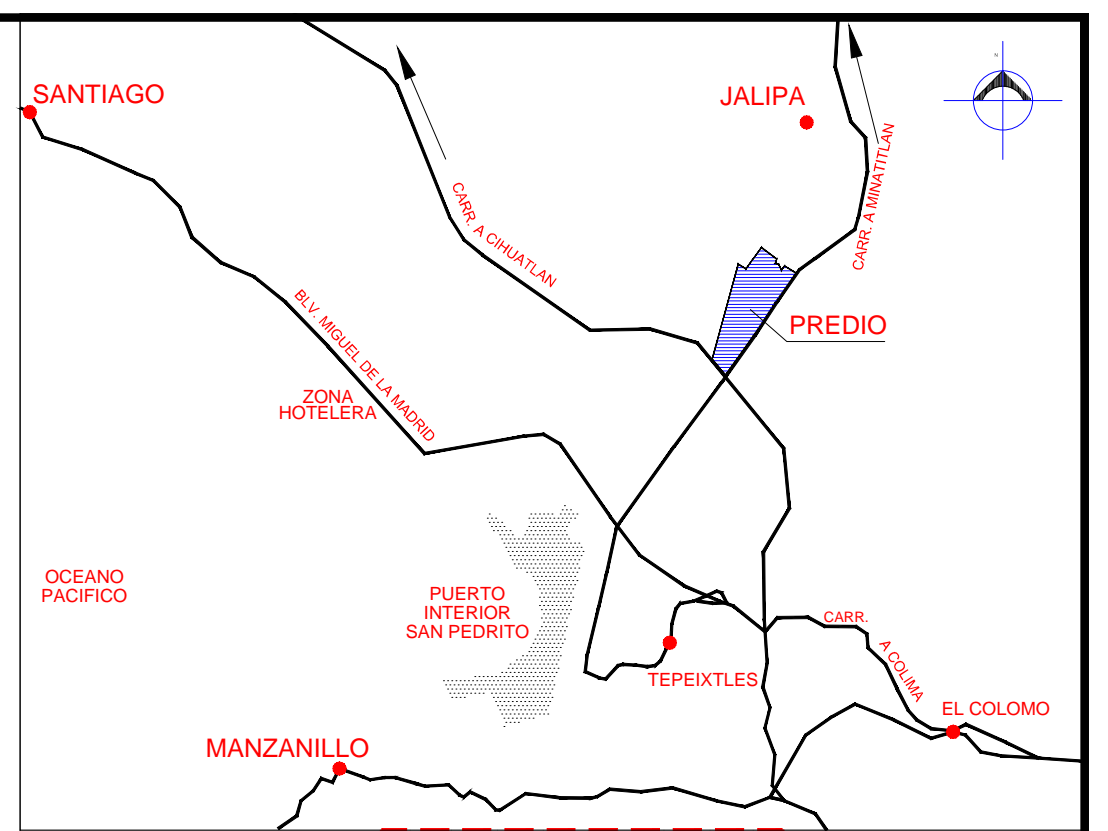 N
SANTIAGO
JALIPA
CARR. A MINATITLAN
CARR. A CIHUATLAN
PREDIO
BLV. MIGUEL DE LA MADRID
ZONA
HOTELERA
OCEANO
PACIFICO
PUERTO
INTERIOR
SAN PEDRITO
CARR.
A COLIMA
TEPEIXTLES
EL COLOMO
MANZANILLO